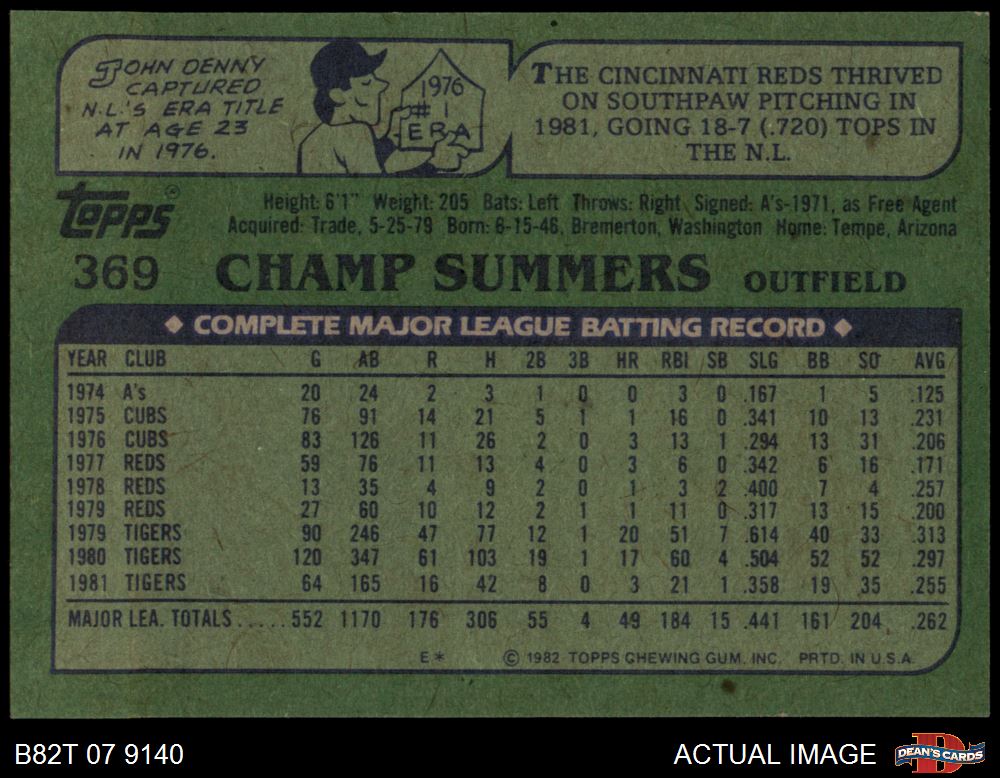 JOHN DENNY
CAPTURED
N.L.'S ERA TITLE
AT AGE 23
IN 1976.
1976
# 1
ERA
THE CINCINNATI REDS THRIVED
ON SOUTHPAW PITCHING IN
1981, GOING 18-7 (.720) TOPS IN
THE N.L.
Topps ®
Height: 6'1" Weight: 205 Bats: Left Throws: Right Signed: A's-1971, as Free Agent
Acquired: Trade, 5-25-79 Born: 6-15-46, Bremerton, Washington Home: Tempe, Arizona
369 CHAMP SUMMERS OUTFIELD
◆ COMPLETE MAJOR LEAGUE BATTING RECORD ◆
YEAR CLUB G AB R H 2B 3B HR RBI SB SLG BB SO AVG
1974 A's 20 24 2 3 1 0 0 3 0 .167 1 5 .125
1975 CUBS 76 91 14 21 5 1 1 16 0 .341 10 13 .231
1976 CUBS 83 126 11 26 2 0 3 13 1 .294 13 31 .206
1977 REDS 59 76 11 13 4 0 3 6 0 .342 6 16 .171
1978 REDS 13 35 4 9 2 0 1 3 2 .400 7 4 .257
1979 REDS 27 60 10 12 2 1 1 11 0 .317 13 15 .200
1979 TIGERS 90 246 47 77 12 1 20 51 7 .614 40 33 .313
1980 TIGERS 120 347 61 103 19 1 17 60 4 .504 52 52 .297
1981 TIGERS 64 165 16 42 8 0 3 21 1 .358 19 35 .255
MAJOR LEA. TOTALS.....552 1170 176 306 55 4 49 184 15 .441 161 204 .262
E* © 1982 TOPPS CHEWING GUM, INC. PRTD. IN U.S.A.
B82T 07 9140 ACTUAL IMAGE DEAN'S CARDS